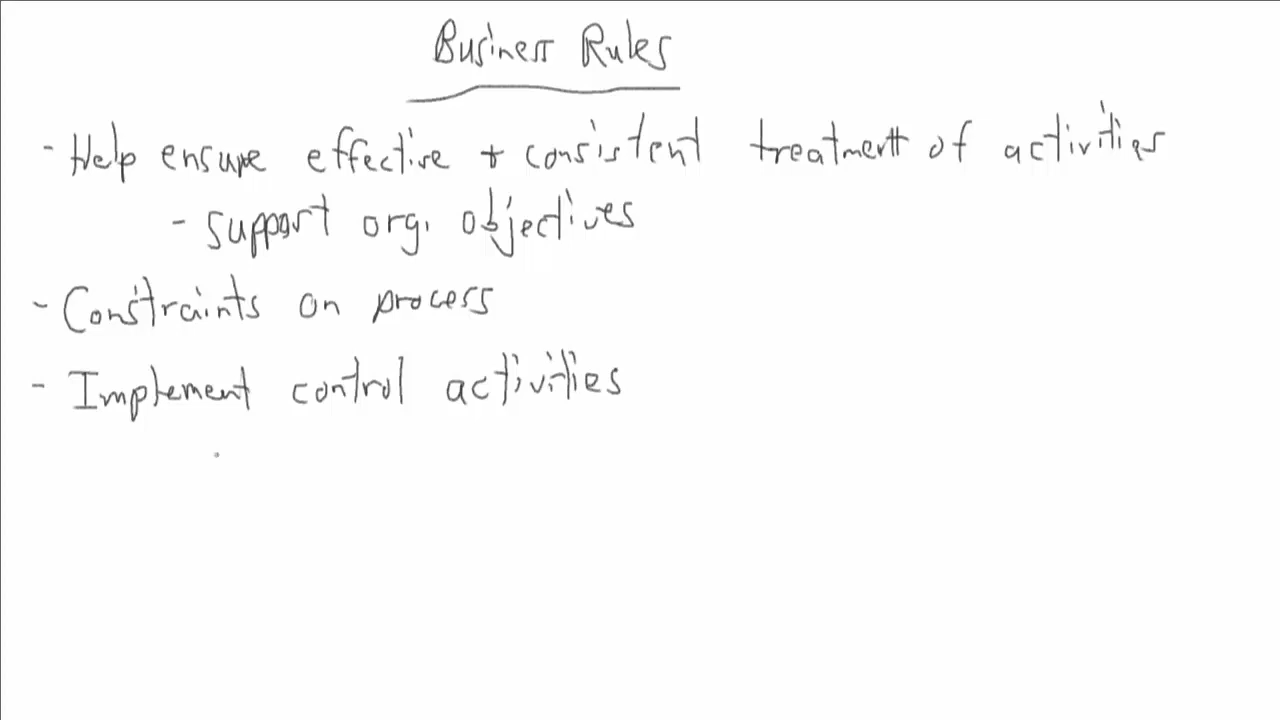 Business Rules
- Help ensure effective + consistent treatment of activities
- support org. objectives
- Constraints on process
- Implement control activities